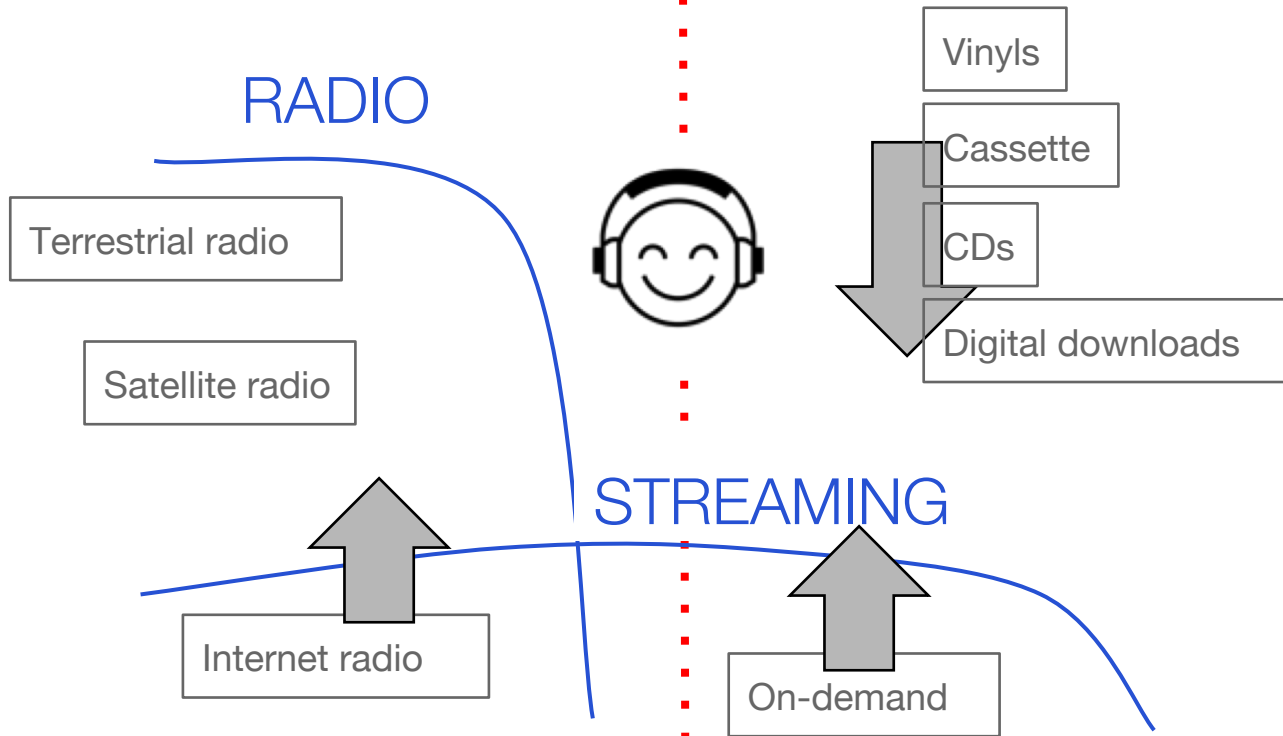 RADIO
Terrestrial radio
Satellite radio
Vinyls
Cassette
CDs
Digital downloads
STREAMING
Internet radio
On-demand